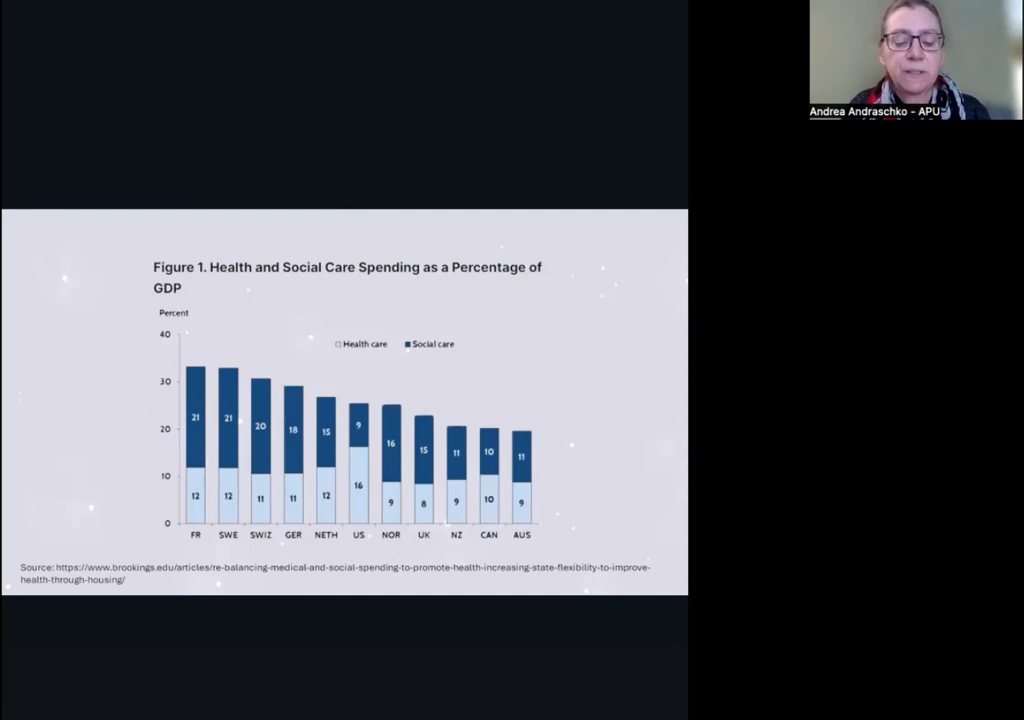 Andrea Andraschko - APU
Figure 1. Health and Social Care Spending as a Percentage of
GDP
Percent
Health care Social care
40
30
20
10
0
21 21 20 18 15 9 16 15 11 10 11
12 12 11 11 12 16 9 8 9 10 9
FR SWE SWIZ GER NETH US NOR UK NZ CAN AUS
Source: https://www.brookings.edu/articles/re-balancing-medical-and-social-spending-to-promote-health-increasing-state-flexibility-to-improve-
health-through-housing/